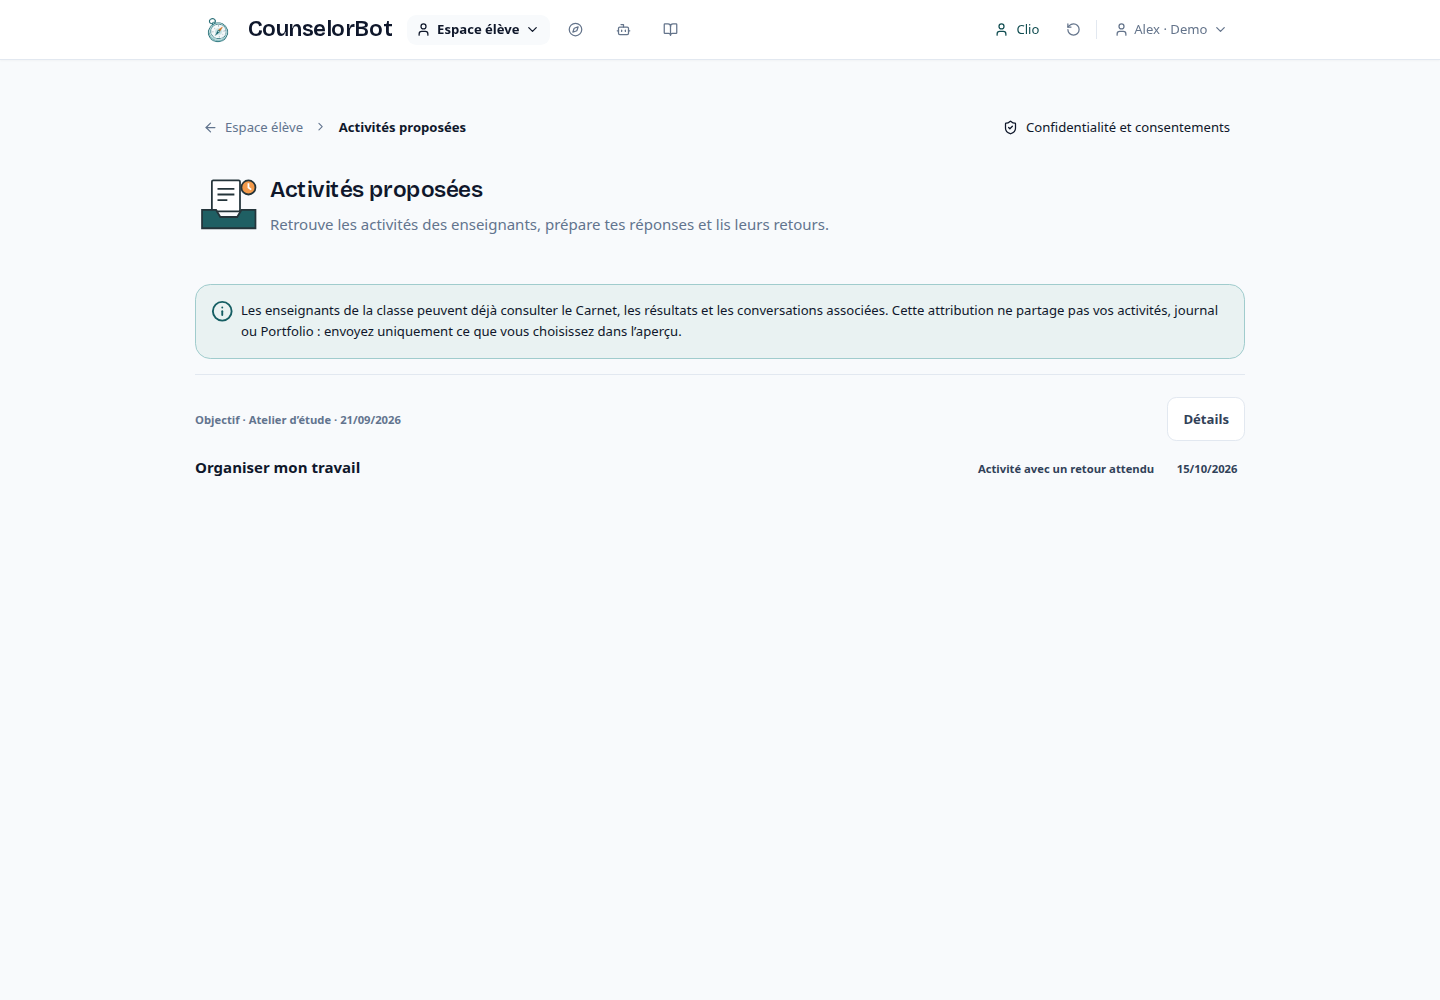 CounselorBot
Espace élève
Clio
Alex · Demo
Espace élève
Activités proposées
Confidentialité et consentements
Activités proposées
Retrouve les activités des enseignants, prépare tes réponses et lis leurs retours.
Les enseignants de la classe peuvent déjà consulter le Carnet, les résultats et les conversations associées. Cette attribution ne partage pas vos activités, journal
ou Portfolio : envoyez uniquement ce que vous choisissez dans l’aperçu.
Objectif · Atelier d’étude · 21/09/2026
Détails
Organiser mon travail
Activité avec un retour attendu
15/10/2026